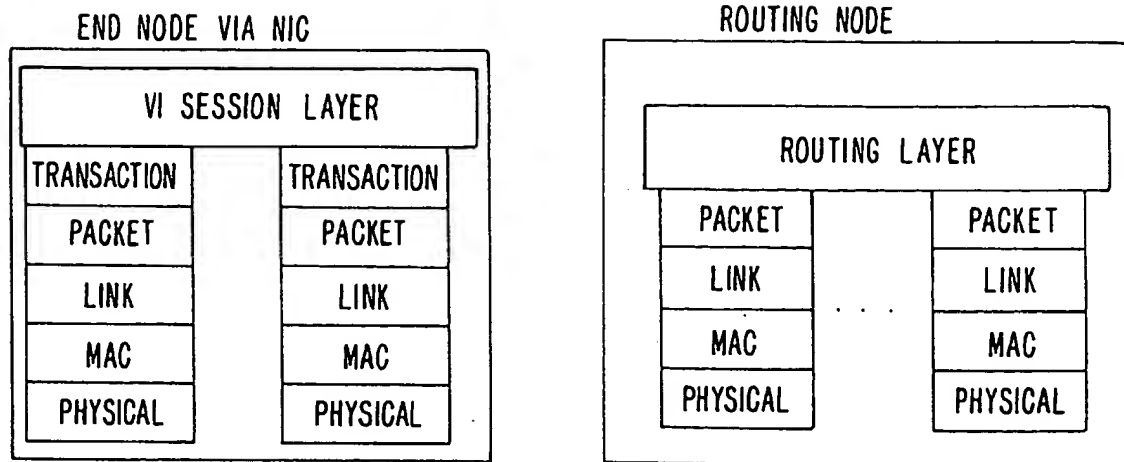 END NODE VIA NIC
VI SESSION LAYER
TRANSACTION
TRANSACTION
PACKET
PACKET
LINK
LINK
MAC
MAC
PHYSICAL
PHYSICAL
ROUTING NODE
ROUTING LAYER
PACKET
PACKET
LINK
. . .
LINK
MAC
MAC
PHYSICAL
PHYSICAL